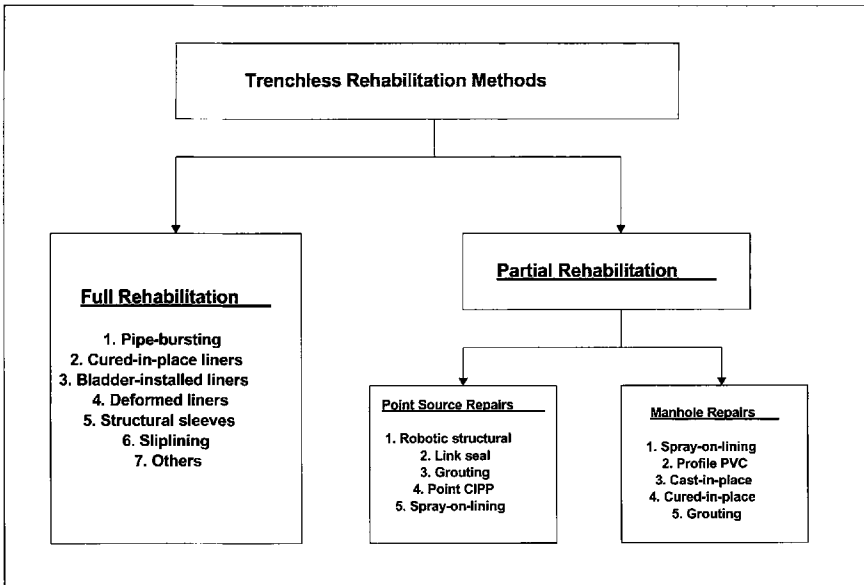 Trenchless Rehabilitation Methods
Full Rehabilitation
1. Pipe-bursting
2. Cured-in-place liners
3. Bladder-installed liners
4. Deformed liners
5. Structural sleeves
6. Sliplining
7. Others
Partial Rehabilitation
Point Source Repairs
1. Robotic structural
2. Link seal
3. Grouting
4. Point CIPP
5. Spray-on-lining
Manhole Repairs
1. Spray-on-lining
2. Profile PVC
3. Cast-in-place
4. Cured-in-place
5. Grouting